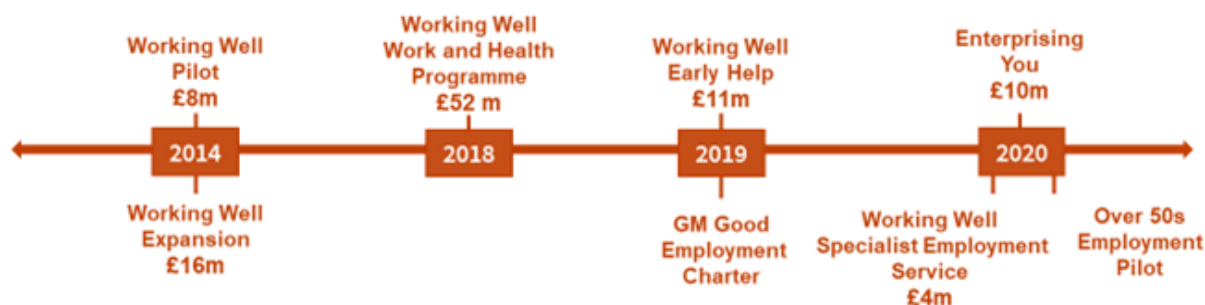 Working Well
Pilot
£8m
Working Well
Work and Health
Programme
£52 m
Working Well
Early Help
£11m
Enterprising
You
£10m
2014
2018
2019
2020
Working Well
Expansion
£16m
GM Good
Employment
Charter
Working Well
Specialist Employment
Service
£4m
Over 50s
Employment
Pilot